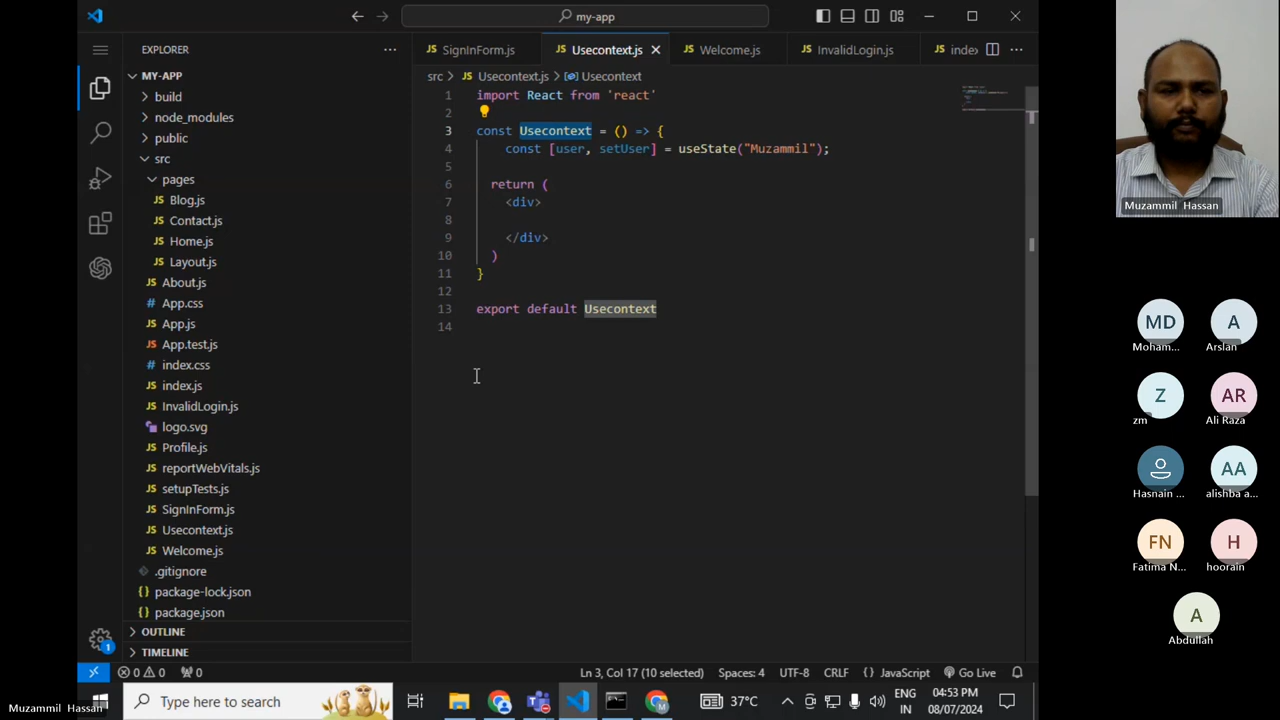 my-app
EXPLORER
MY-APP
build
node_modules
public
src
pages
Blog.js
Contact.js
Home.js
Layout.js
About.js
App.css
App.js
App.test.js
index.css
index.js
InvalidLogin.js
logo.svg
Profile.js
reportWebVitals.js
setupTests.js
SignInForm.js
Usecontext.js
Welcome.js
.gitignore
package-lock.json
package.json
OUTLINE
TIMELINE
SignInForm.js
Usecontext.js
Welcome.js
InvalidLogin.js
index
src > JS Usecontext.js > Usecontext
1 import React from 'react'
2
3 const Usecontext = () => {
4 const [user, setUser] = useState("Muzammil");
5
6 return (
7 <div>
8
9 </div>
10 )
11 }
12
13 export default Usecontext
14
0 0 0
Ln 3, Col 17 (10 selected) Spaces: 4 UTF-8 CRLF {} JavaScript Go Live
Type here to search
37°C
ENG
IN
04:53 PM
08/07/2024
Muzammil Hassan
Muzammil Hassan
MD
Moham...
A
Arslan
Z
zm
AR
Ali Raza
Hasnain ...
AA
alishba a...
FN
Fatima N...
H
hoorain
A
Abdullah